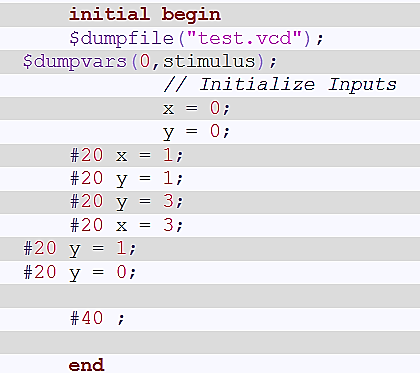 initial begin
$dumpfile("test.vcd");
$dumpvars(0,stimulus);
// Initialize Inputs
x = 0;
y = 0;
#20 x = 1;
#20 y = 1;
#20 y = 3;
#20 x = 3;
#20 y = 1;
#20 y = 0;
#40 ;
end